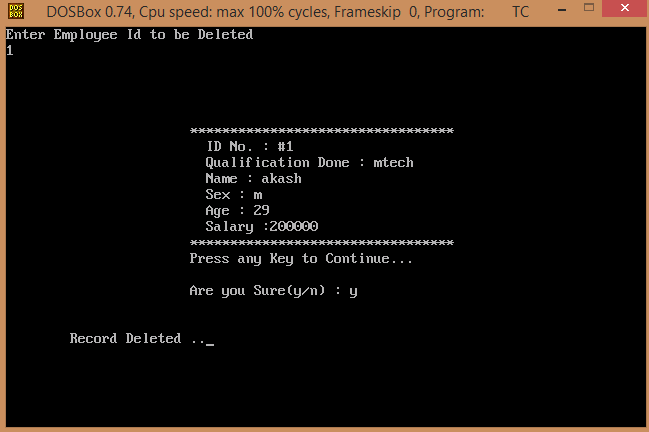 DOS
BOX
DOSBox 0.74, Cpu speed: max 100% cycles, Frameskip  0, Program:       TC
Enter Employee Id to be Deleted
1
*********************************
ID No. : #1
Qualification Done : mtech
Name : akash
Sex : m
Age : 29
Salary :200000
*********************************
Press any Key to Continue...
Are you Sure(y/n) : y
Record Deleted .._